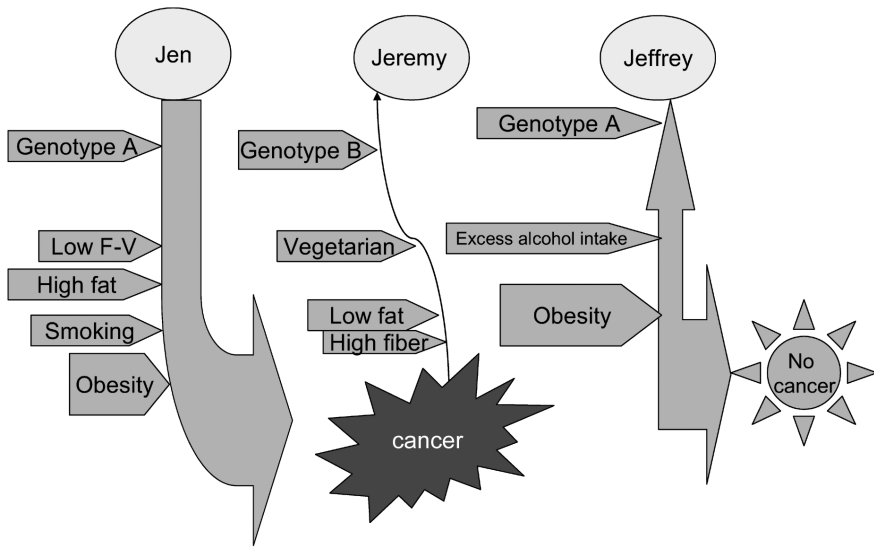 Jen
Jeremy
Jeffrey
Genotype A
Genotype B
Genotype A
Low F-V
Vegetarian
Excess alcohol intake
High fat
Smoking
Low fat
High fiber
Obesity
Obesity
No
cancer
cancer